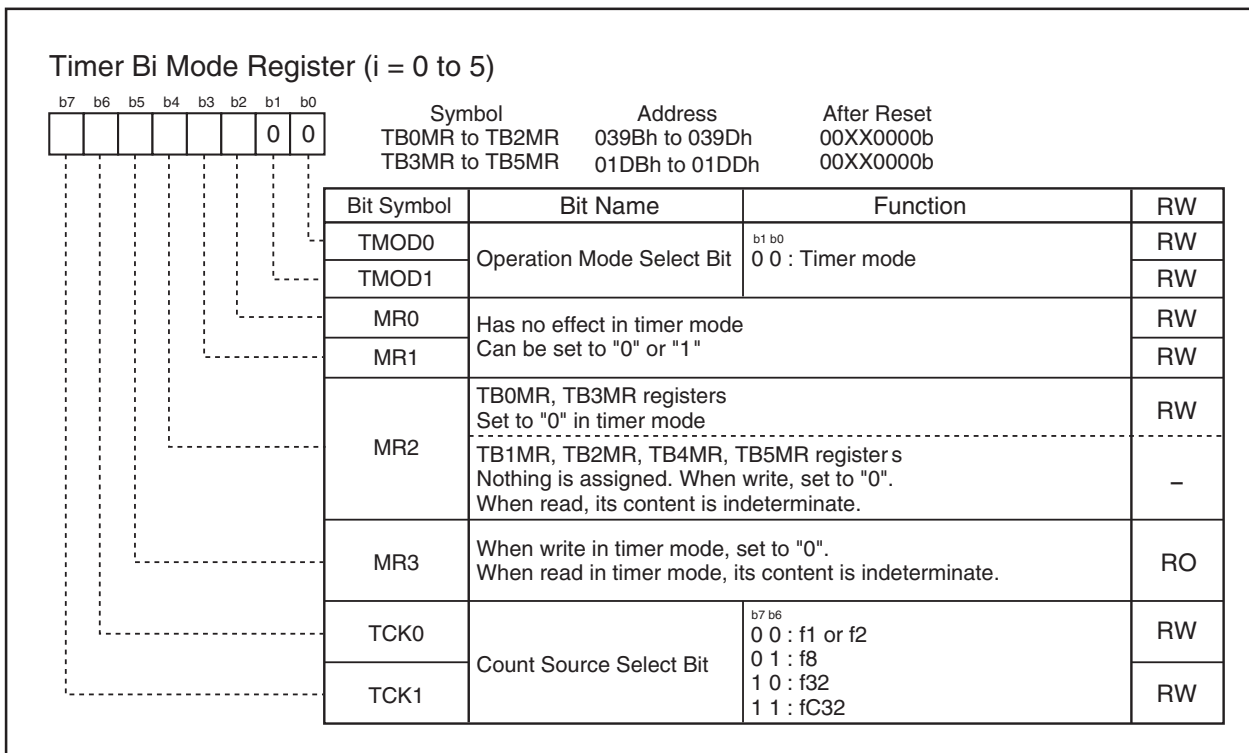 Timer Bi Mode Register (i = 0 to 5)
b7 b6 b5 b4 b3 b2 b1 b0
0 0
Symbol Address After Reset
TB0MR to TB2MR 039Bh to 039Dh 00XX0000b
TB3MR to TB5MR 01DBh to 01DDh 00XX0000b
Bit Symbol Bit Name Function RW
TMOD0 Operation Mode Select Bit b1 b0 RW
0 0 : Timer mode
TMOD1 RW
MR0 Has no effect in timer mode RW
MR1 Can be set to "0" or "1" RW
MR2 TB0MR, TB3MR registers RW
Set to "0" in timer mode
TB1MR, TB2MR, TB4MR, TB5MR registers
Nothing is assigned. When write, set to "0". –
When read, its content is indeterminate.
MR3 When write in timer mode, set to "0". RO
When read in timer mode, its content is indeterminate.
TCK0 Count Source Select Bit b7 b6 RW
0 0 : f1 or f2
0 1 : f8
TCK1 1 0 : f32 RW
1 1 : fC32